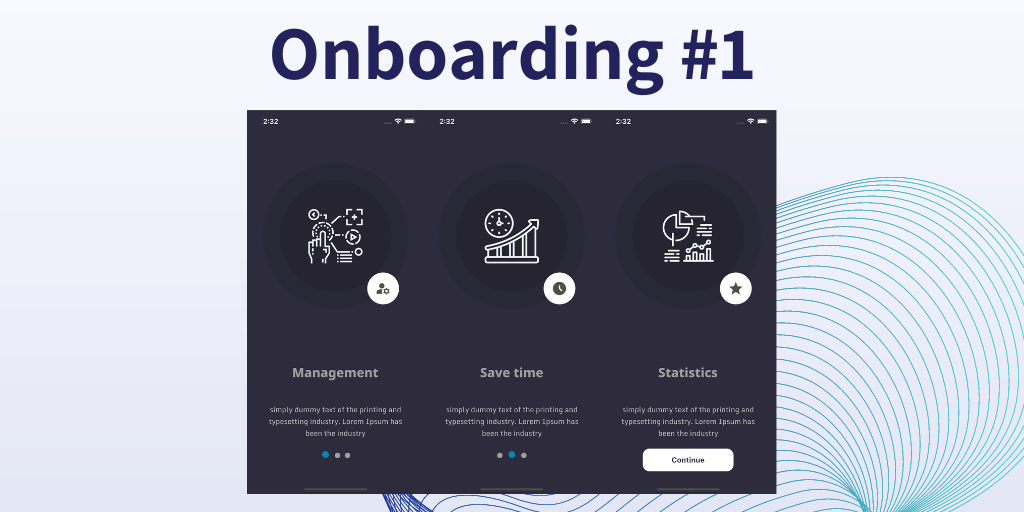 Onboarding #1
2:32
2:32
2:32
Management
simply dummy text of the printing and
typesetting industry. Lorem Ipsum has
been the industry
Save time
simply dummy text of the printing and
typesetting industry. Lorem Ipsum has
been the industry
Statistics
simply dummy text of the printing and
typesetting industry. Lorem Ipsum has
been the industry
Continue